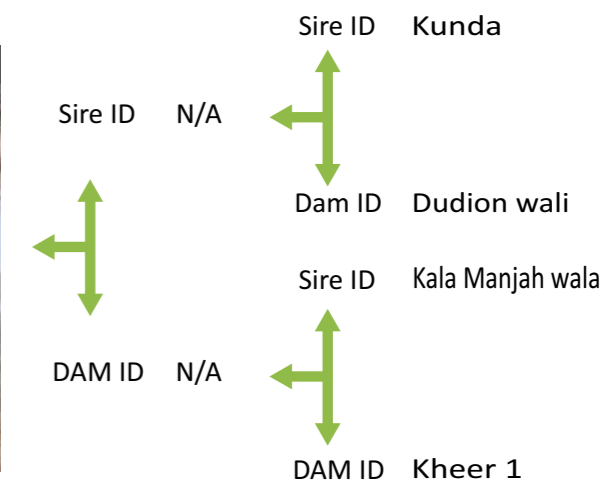 Sire ID Kunda
Sire ID N/A
Dam ID Dudion wali
Sire ID Kala Manjah wala
DAM ID N/A
DAM ID Kheer 1